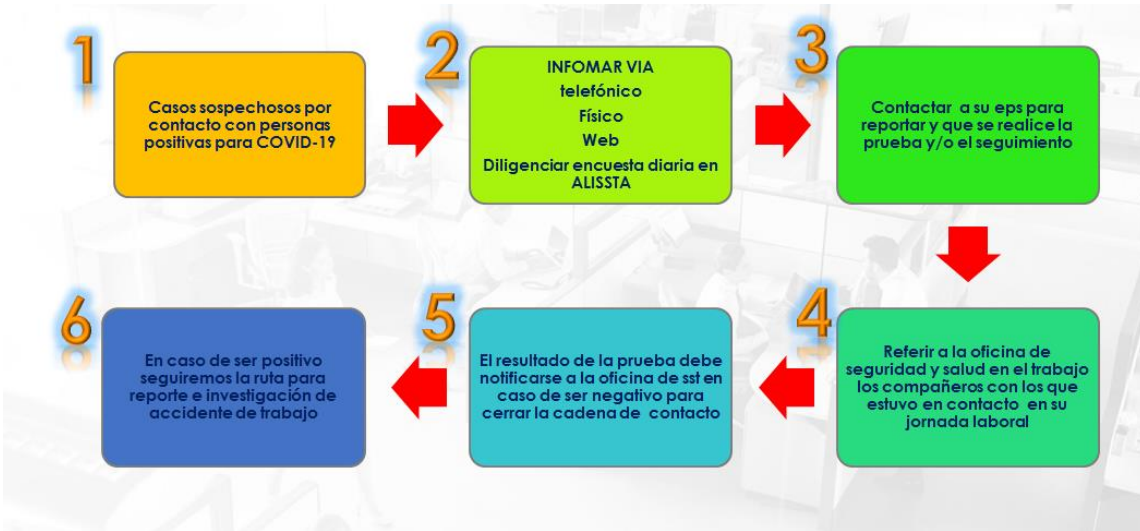 1
Casos sospechosos por
contacto con personas
positivas para COVID-19
2
INFOMAR VIA
telefónico
Físico
Web
Diligenciar encuesta diaria en
ALISSTA
3
Contactar a su eps para
reportar y que se realice la
prueba y/o el seguimiento
4
Referir a la oficina de
seguridad y salud en el trabajo
los compañeros con los que
estuvo en contacto en su
jornada laboral
5
El resultado de la prueba debe
notificarse a la oficina de sst en
caso de ser negativo para
cerrar la cadena de contacto
6
En caso de ser positivo
seguiremos la ruta para
reporte e investigación de
accidente de trabajo